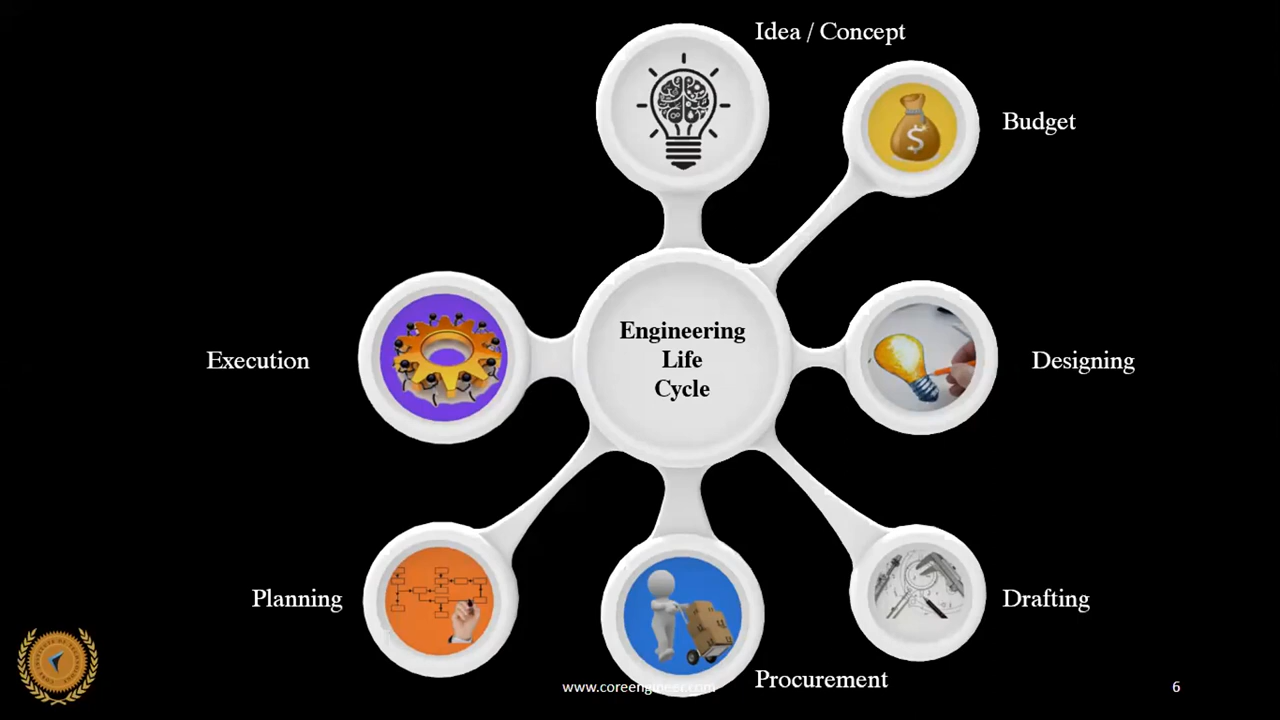 Idea / Concept
Budget
Engineering
Life
Cycle
Execution
Designing
Planning
Drafting
Procurement
6